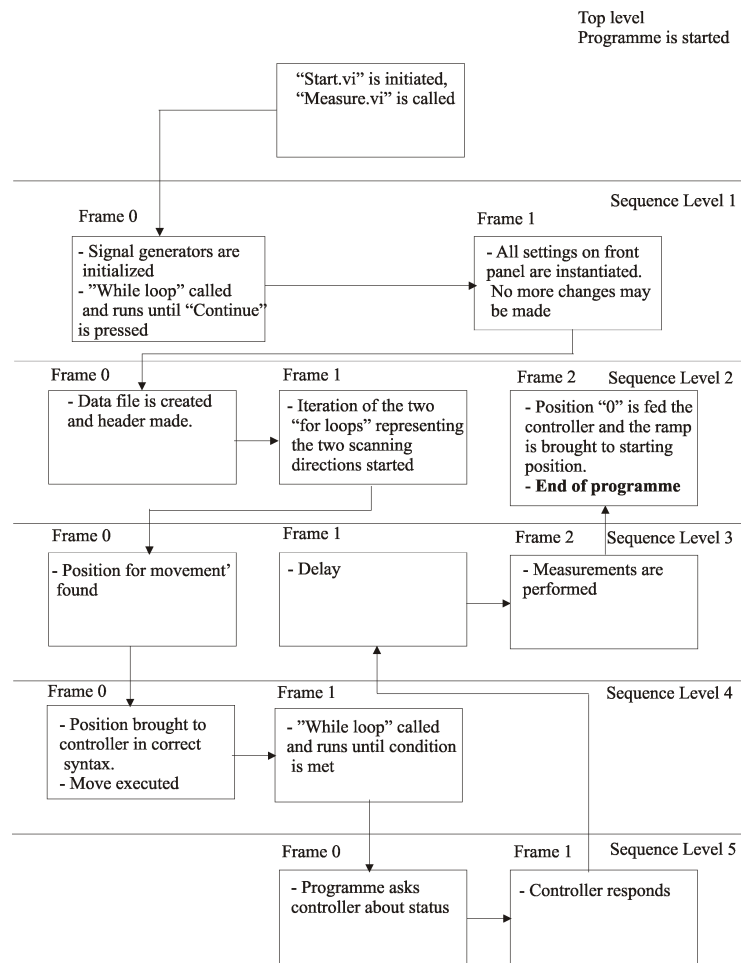 Top level
Programme is started
“Start.vi” is initiated,
“Measure.vi” is called
Sequence Level 1
Frame 0
Frame 1
- Signal generators are
initialized
- ”While loop” called
and runs until “Continue”
is pressed
- All settings on front
panel are instantiated.
No more changes may
be made
Frame 0
Frame 1
Frame 2
Sequence Level 2
- Data file is created
and header made.
- Iteration of the two
“for loops” representing
the two scanning
directions started
- Position “0” is fed the
controller and the ramp
is brought to starting
position.
- End of programme
Frame 0
Frame 1
Frame 2
Sequence Level 3
- Position for movement’
found
- Delay
- Measurements are
performed
Frame 0
Frame 1
Sequence Level 4
- Position brought to
controller in correct
syntax.
- Move executed
- ”While loop” called
and runs until condition
is met
Frame 0
Frame 1
Sequence Level 5
- Programme asks
controller about status
- Controller responds